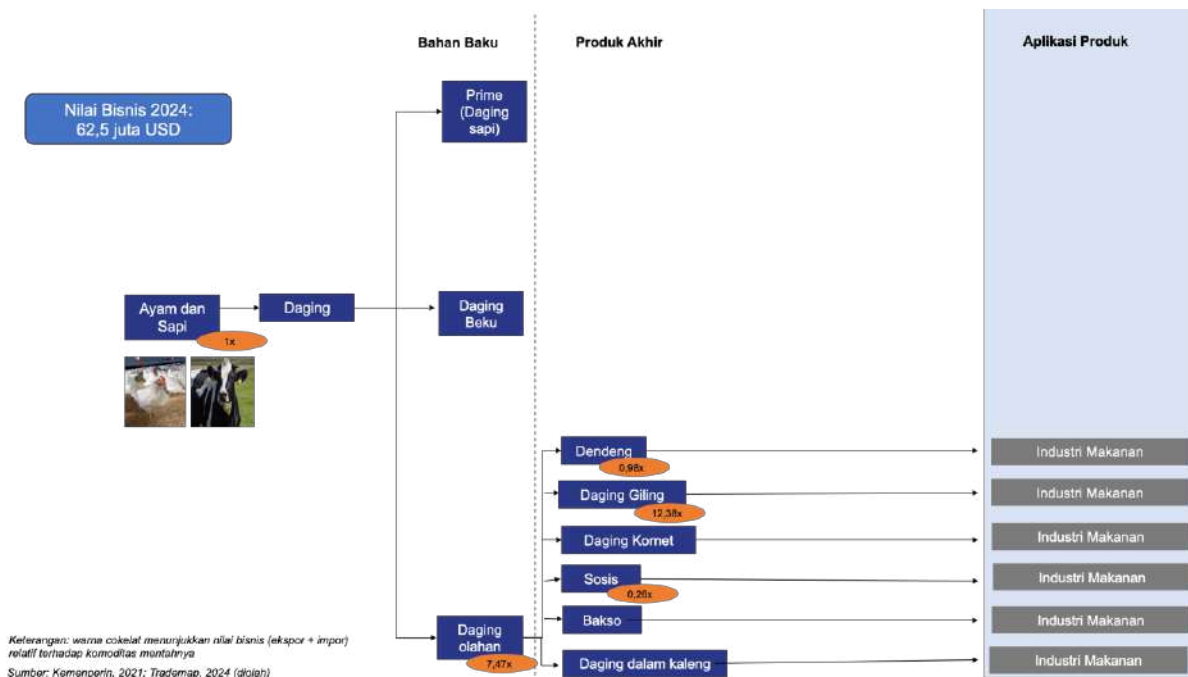 Bahan Baku
Produk Akhir
Aplikasi Produk
Nilai Bisnis 2024:
62,5 juta USD
Prime
(Daging
sapi)
Ayam dan
Sapi
1x
Daging
Daging
Beku
Dendeng
0,98x
Industri Makanan
Daging Giling
12,38x
Industri Makanan
Daging Kornet
Industri Makanan
Sosis
0,26x
Industri Makanan
Bakso
Industri Makanan
Daging
olahan
7,47x
Daging dalam kaleng
Industri Makanan
Keterangan: warna cokelat menunjukkan nilai bisnis (ekspor + impor)
relatif terhadap komoditas mentahnya
Sumber: Kemenperin, 2021; Trademap, 2024 (diolah)